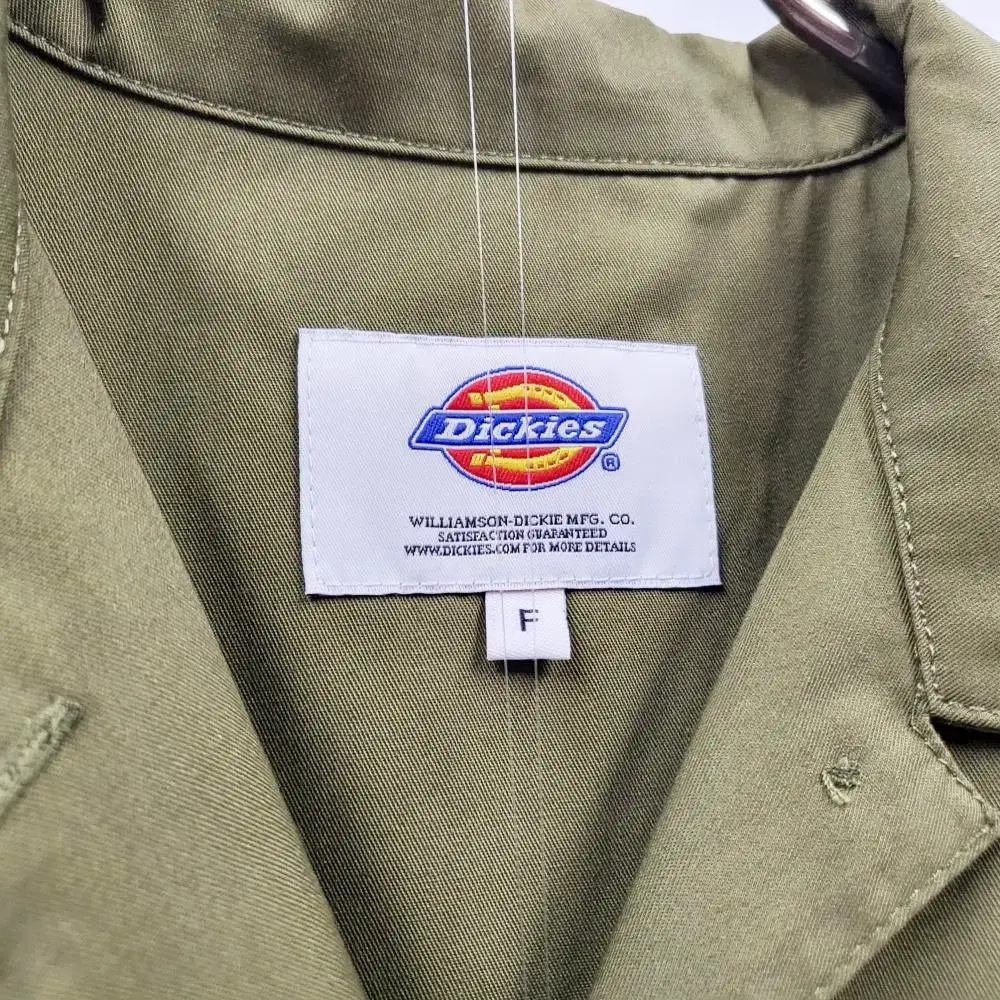 Dickies
®
WILLIAMSON-DICKIE MFG. CO.
SATISFACTION GUARANTEED
WWW.DICKIES.COM FOR MORE DETAILS
F